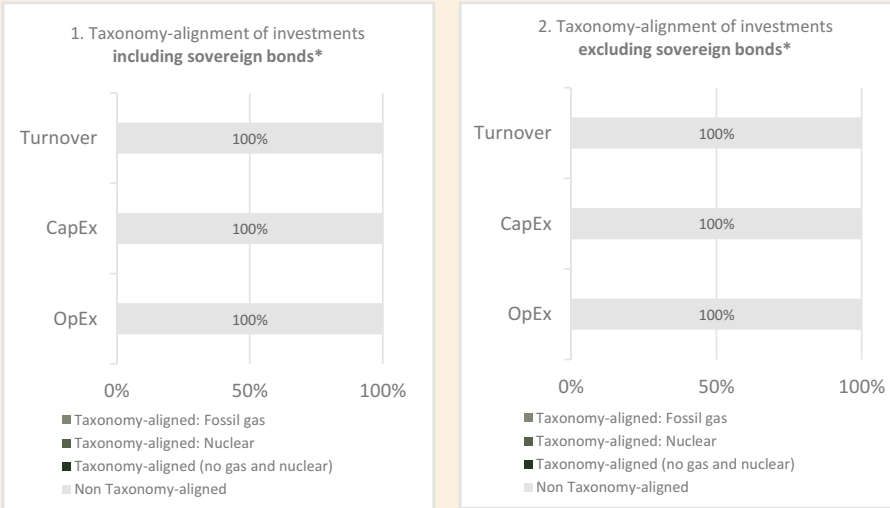 1. Taxonomy-alignment of investments
including sovereign bonds*
Turnover
100%
CapEx
100%
OpEx
100%
0%
50%
100%
Taxonomy-aligned: Fossil gas
Taxonomy-aligned: Nuclear
Taxonomy-aligned (no gas and nuclear)
Non Taxonomy-aligned
2. Taxonomy-alignment of investments
excluding sovereign bonds*
Turnover
100%
CapEx
100%
OpEx
100%
0%
50%
100%
Taxonomy-aligned: Fossil gas
Taxonomy-aligned: Nuclear
Taxonomy-aligned (no gas and nuclear)
Non Taxonomy-aligned